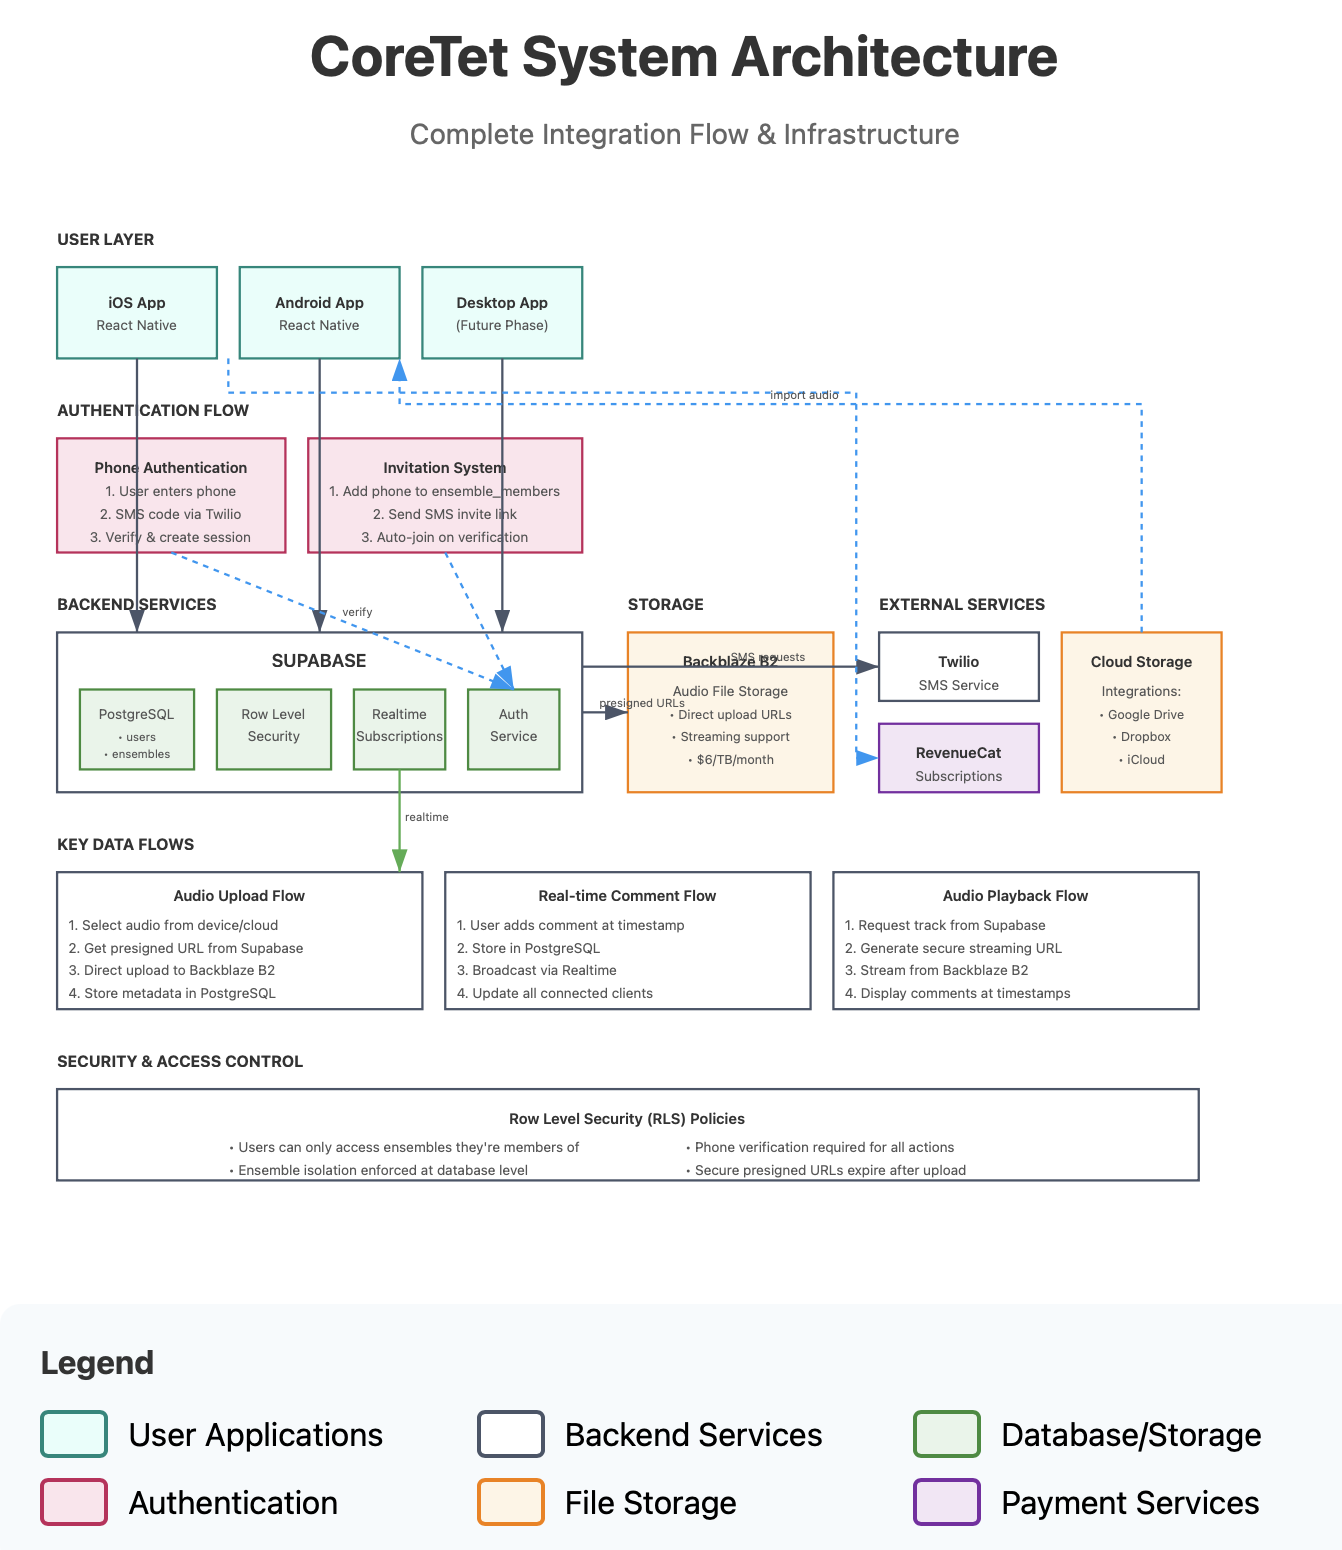 CoreTet System Architecture
Complete Integration Flow & Infrastructure
USER LAYER
iOS App
React Native
Android App
React Native
Desktop App
(Future Phase)
import audio
AUTHENTICATION FLOW
Phone Authentication
1. User enters phone
2. SMS code via Twilio
3. Verify & create session
Invitation System
1. Add phone to ensemble_members
2. Send SMS invite link
3. Auto-join on verification
verify
BACKEND SERVICES
SUPABASE
PostgreSQL
• users
• ensembles
Row Level
Security
Realtime
Subscriptions
Auth
Service
STORAGE
Backblaze B2
SMS requests
Audio File Storage
presigned URLs
• Direct upload URLs
• Streaming support
• $6/TB/month
EXTERNAL SERVICES
Twilio
SMS Service
RevenueCat
Subscriptions
Cloud Storage
Integrations:
• Google Drive
• Dropbox
• iCloud
realtime
KEY DATA FLOWS
Audio Upload Flow
1. Select audio from device/cloud
2. Get presigned URL from Supabase
3. Direct upload to Backblaze B2
4. Store metadata in PostgreSQL
Real-time Comment Flow
1. User adds comment at timestamp
2. Store in PostgreSQL
3. Broadcast via Realtime
4. Update all connected clients
Audio Playback Flow
1. Request track from Supabase
2. Generate secure streaming URL
3. Stream from Backblaze B2
4. Display comments at timestamps
SECURITY & ACCESS CONTROL
Row Level Security (RLS) Policies
• Users can only access ensembles they're members of
• Ensemble isolation enforced at database level
• Phone verification required for all actions
• Secure presigned URLs expire after upload
Legend
User Applications
Backend Services
Database/Storage
Authentication
File Storage
Payment Services